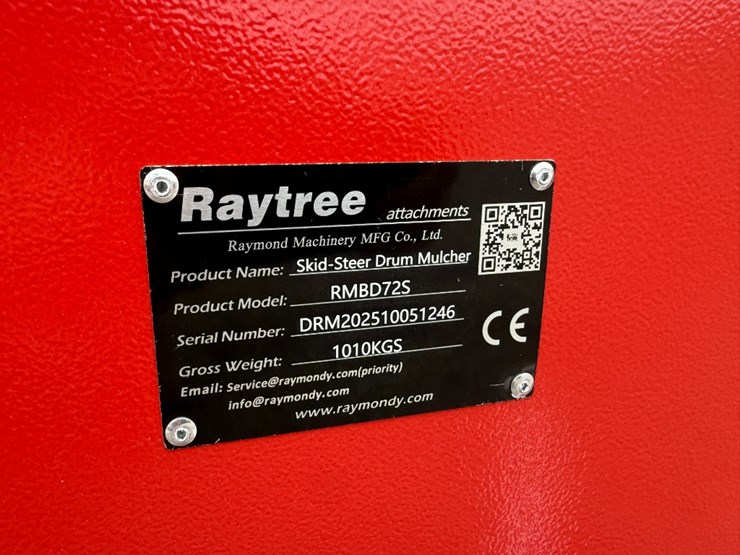 Raytree attachments
Raymond Machinery MFG Co., Ltd.
Product Name: Skid-Steer Drum Mulcher
Product Model: RMBD72S
Serial Number: DRM202510051246
Gross Weight: 1010KGS
Email: Service@raymondy.com(priority)
info@raymondy.com
www.raymondy.com
CE